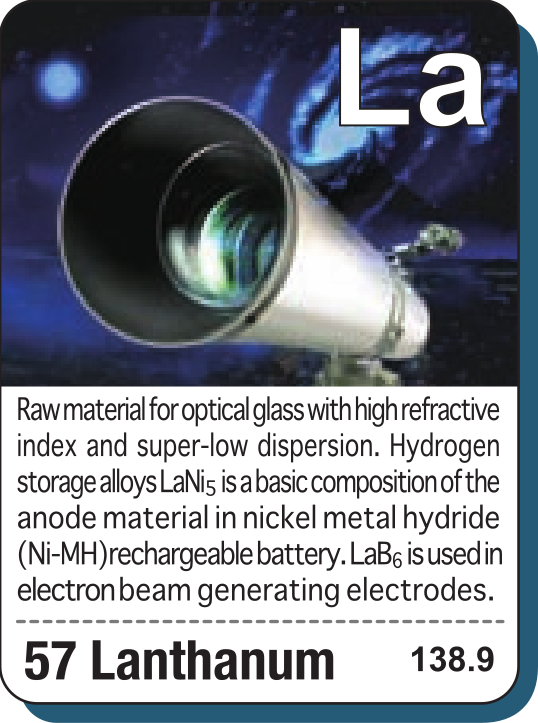 La
Raw material for optical glass with high refractive
index and super-low dispersion. Hydrogen
storage alloys LaNi₅ is a basic composition of the
anode material in nickel metal hydride
(Ni-MH) rechargeable battery. LaB₆ is used in
electron beam generating electrodes.
57 Lanthanum 138.9